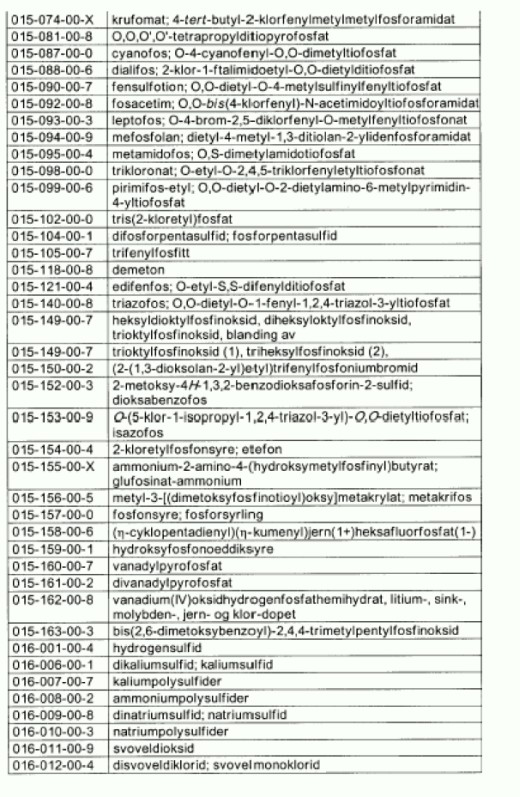 015-074-00-X krufomat; 4-tert-butyl-2-klorfenylmetylmetylfosforamidat
015-081-00-8 O,O,O',O'-tetrapropylditiopyrofosfat
015-087-00-0 cyanofos; O-4-cyanofenyl-O,O-dimetyltiofosfat
015-088-00-6 dialifos; 2-klor-1-ftalimidoetyl-O,O-dietylditiofosfat
015-090-00-7 fensulfotion; O,O-dietyl-O-4-metylsulfinylfenyltiofosfat
015-092-00-8 fosacetim; O,O-bis(4-klorfenyl)-N-acetimidoyltiofosforamidat
015-093-00-3 leptofos; O-4-brom-2,5-diklorfenyl-O-metylfenyltiofosfonat
015-094-00-9 mefosfolan; dietyl-4-metyl-1,3-ditiolan-2-ylidenfosforamidat
015-095-00-4 metamidofos; O,S-dimetylamidotiofosfat
015-098-00-0 trikloronat; O-etyl-O-2,4,5-triklorfenyletyltiofosfonat
015-099-00-6 pirimifos-etyl; O,O-dietyl-O-2-dietylamino-6-metylpyrimidin-
4-yltiofosfat
015-102-00-0 tris(2-kloretyl)fosfat
015-104-00-1 difosforpentasulfid; fosforpentasulfid
015-105-00-7 trifenylfosfitt
015-118-00-8 demeton
015-121-00-4 edifenfos; O-etyl-S,S-difenylditiofosfat
015-140-00-8 triazofos; O,O-dietyl-O-1-fenyl-1,2,4-triazol-3-yltiofosfat
015-149-00-7 heksyldioktylfosfinoksid, diheksyloktylfosfinoksid,
trioktylfosfinoksid, blanding av
015-149-00-7 trioktylfosfinoksid (1), triheksylfosfinoksid (2),
015-150-00-2 (2-(1,3-dioksolan-2-yl)etyl)trifenylfosfoniumbromid
015-152-00-3 2-metoksy-4H-1,3,2-benzodioksafosforin-2-sulfid;
dioksabenzofos
015-153-00-9 O-(5-klor-1-isopropyl-1,2,4-triazol-3-yl)-O,O-dietyltiofosfat;
isazofos
015-154-00-4 2-kloretylfosfonsyre; etefon
015-155-00-X ammonium-2-amino-4-(hydroksymetylfosfinyl)butyrat;
glufosinat-ammonium
015-156-00-5 metyl-3-[(dimetoksyfosfinotioyl)oksy]metakrylat; metakrifos
015-157-00-0 fosfonsyre; fosforsyrling
015-158-00-6 (η-cyklopentadienyl)(η-kumenyl)jern(1+)heksafluorfosfat(1-)
015-159-00-1 hydroksyfosfonoeddiksyre
015-160-00-7 vanadylpyrofosfat
015-161-00-2 divanadylpyrofosfat
015-162-00-8 vanadium(IV)oksidhydrogenfosfathemihydrat, litium-, sink-,
molybden-, jern- og klor-dopet
015-163-00-3 bis(2,6-dimetoksybenzoyl)-2,4,4-trimetylpentylfosfinoksid
016-001-00-4 hydrogensulfid
016-006-00-1 dikaliumsulfid; kaliumsulfid
016-007-00-7 kaliumpolysulfider
016-008-00-2 ammoniumpolysulfider
016-009-00-8 dinatriumsulfid; natriumsulfid
016-010-00-3 natriumpolysulfider
016-011-00-9 svoveldioksid
016-012-00-4 disvoveldiklorid; svovelmonoklorid